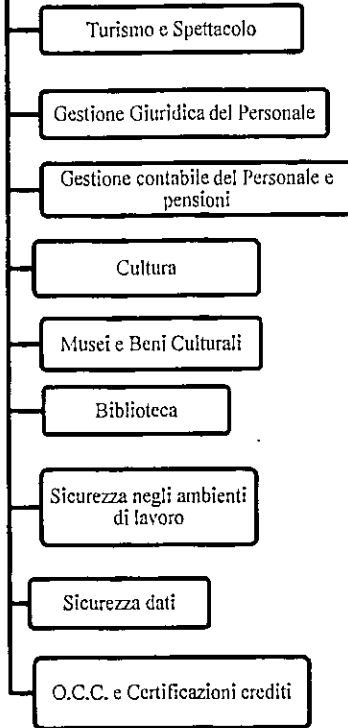 Turismo e Spettacolo
Gestione Giuridica del Personale
Gestione contabile del Personale e
pensioni
Cultura
Musei e Beni Culturali
Biblioteca
Sicurezza negli ambienti
di lavoro
Sicurezza dati
O.C.C. e Certificazioni crediti